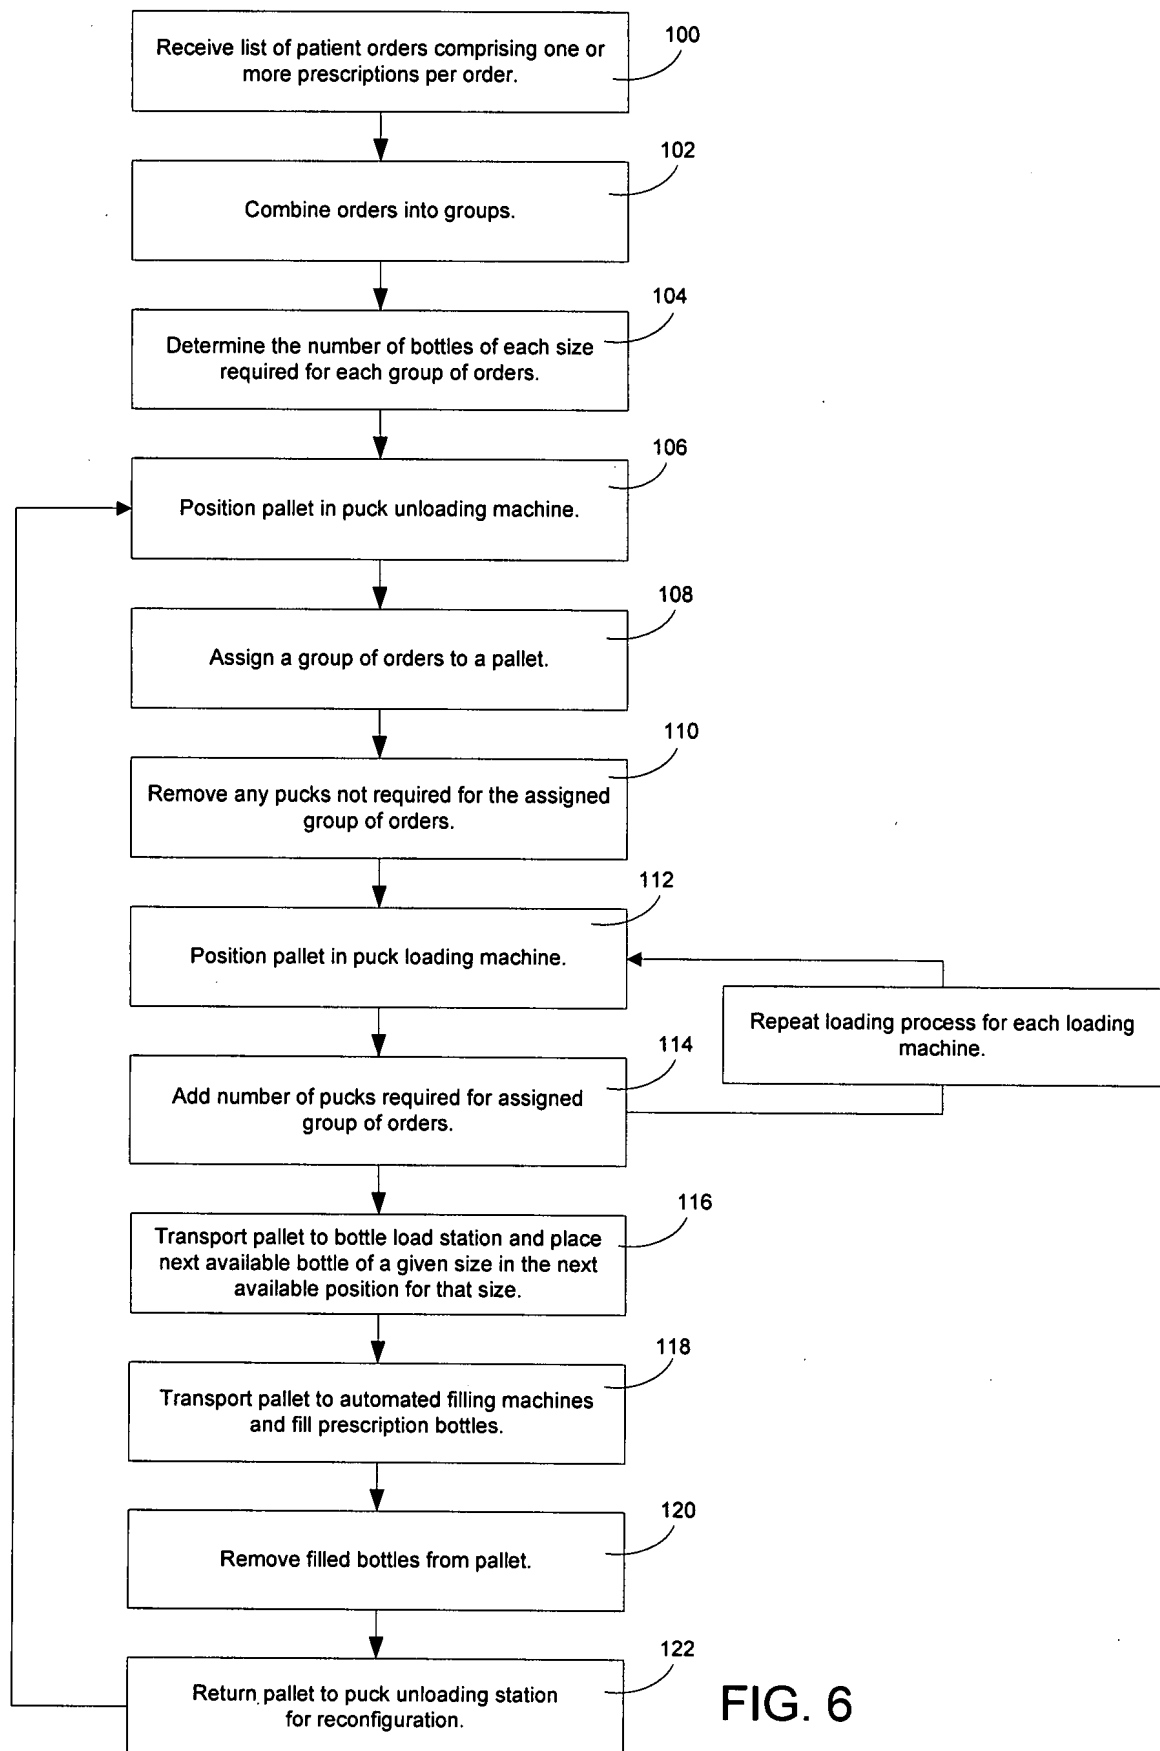 Receive list of patient orders comprising one or
more prescriptions per order.
100
Combine orders into groups.
102
Determine the number of bottles of each size
required for each group of orders.
104
Position pallet in puck unloading machine.
106
Assign a group of orders to a pallet.
108
Remove any pucks not required for the assigned
group of orders.
110
Position pallet in puck loading machine.
112
Repeat loading process for each loading
machine.
Add number of pucks required for assigned
group of orders.
114
Transport pallet to bottle load station and place
next available bottle of a given size in the next
available position for that size.
116
Transport pallet to automated filling machines
and fill prescription bottles.
118
Remove filled bottles from pallet.
120
Return pallet to puck unloading station
for reconfiguration.
122
FIG. 6